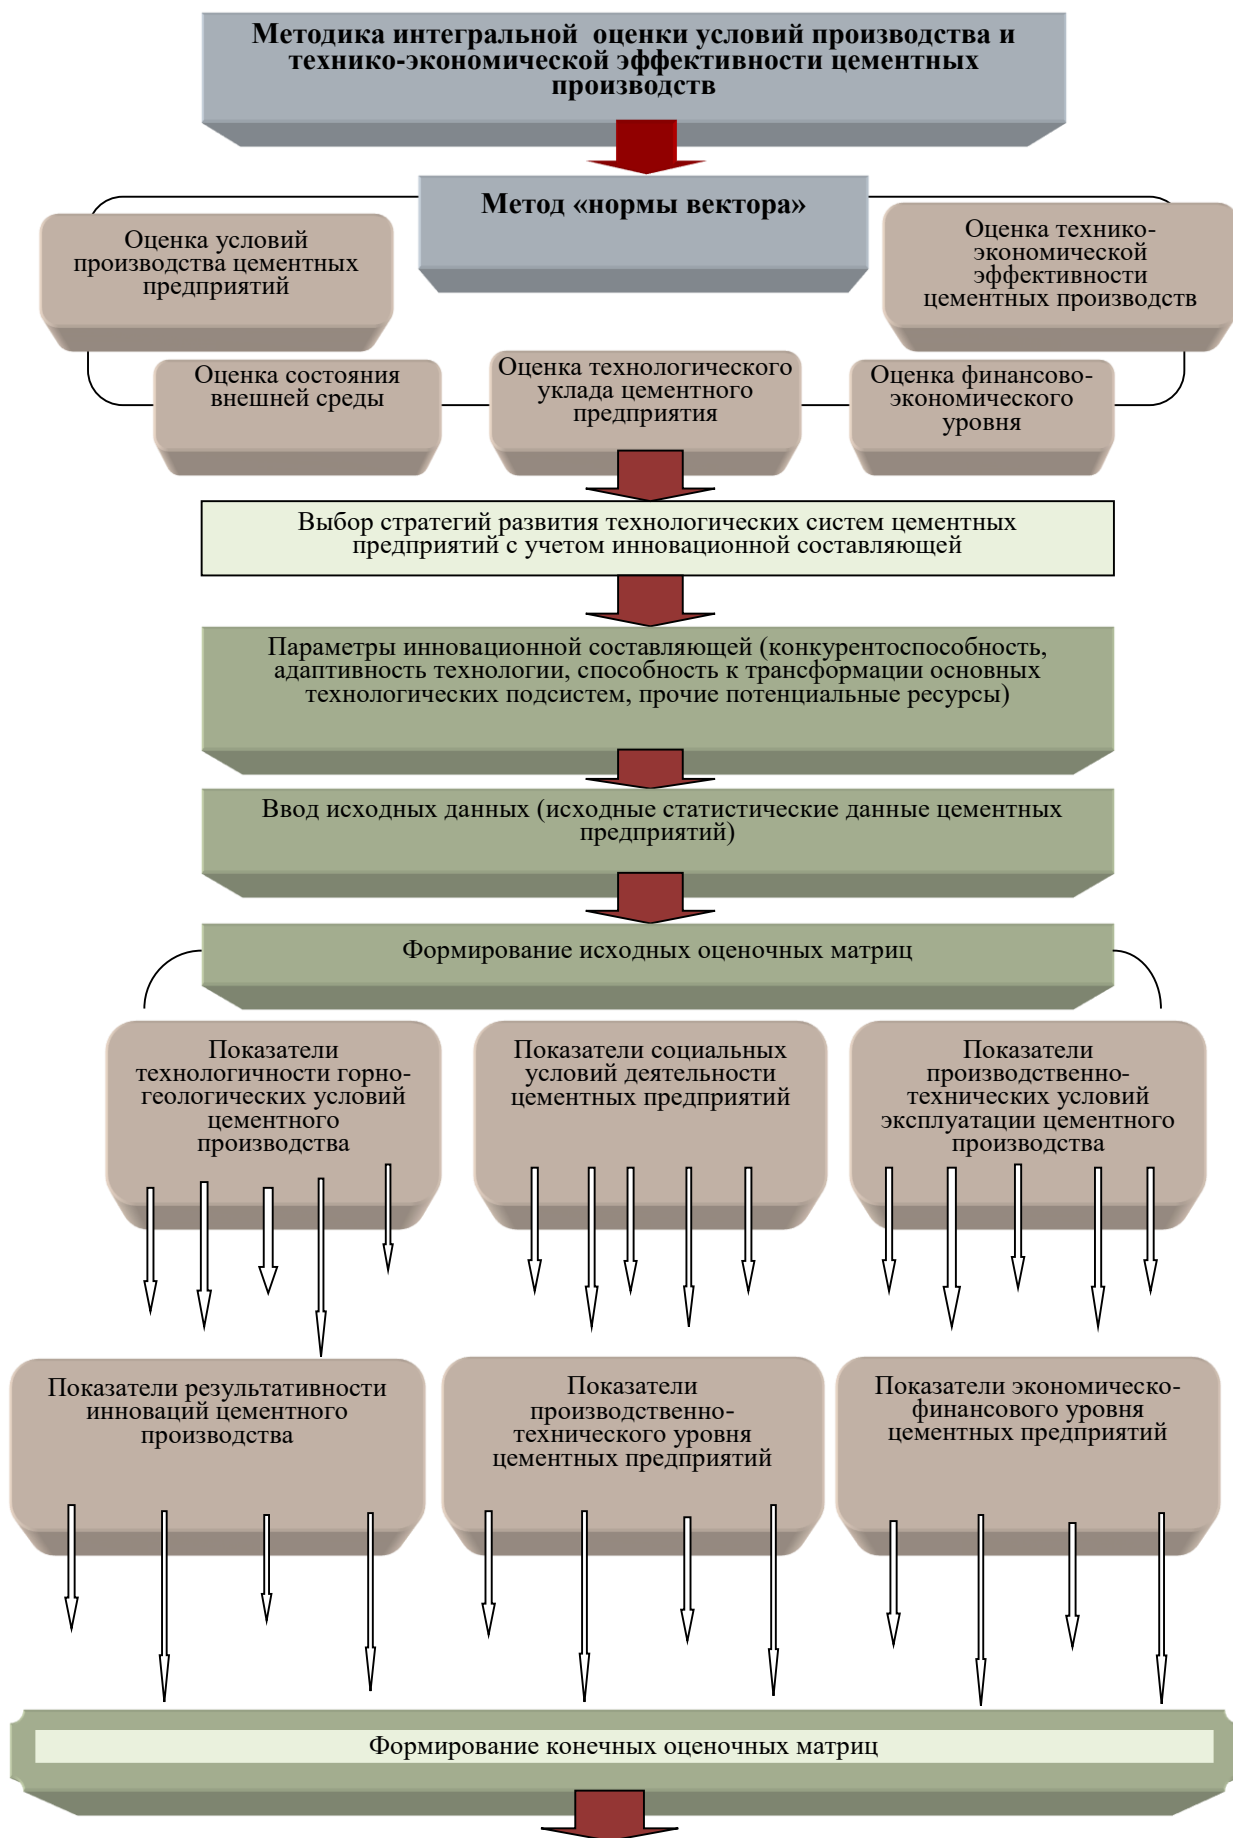 Методика интегральной оценки условий производства и
технико-экономической эффективности цементных
производств
Метод «нормы вектора»
Оценка условий
производства цементных
предприятий
Оценка технико-
экономической
эффективности
цементных производств
Оценка состояния
внешней среды
Оценка технологического
уклада цементного
предприятия
Оценка финансово-
экономического
уровня
Выбор стратегий развития технологических систем цементных
предприятий с учетом инновационной составляющей
Параметры инновационной составляющей (конкурентоспособность,
адаптивность технологии, способность к трансформации основных
технологических подсистем, прочие потенциальные ресурсы)
Ввод исходных данных (исходные статистические данные цементных
предприятий)
Формирование исходных оценочных матриц
Показатели
технологичности горно-
геологических условий
цементного
производства
Показатели социальных
условий деятельности
цементных предприятий
Показатели
производственно-
технических условий
эксплуатации цементного
производства
Показатели результативности
инноваций цементного
производства
Показатели
производственно-
технического уровня
цементных предприятий
Показатели экономическо-
финансового уровня
цементных предприятий
Формирование конечных оценочных матриц